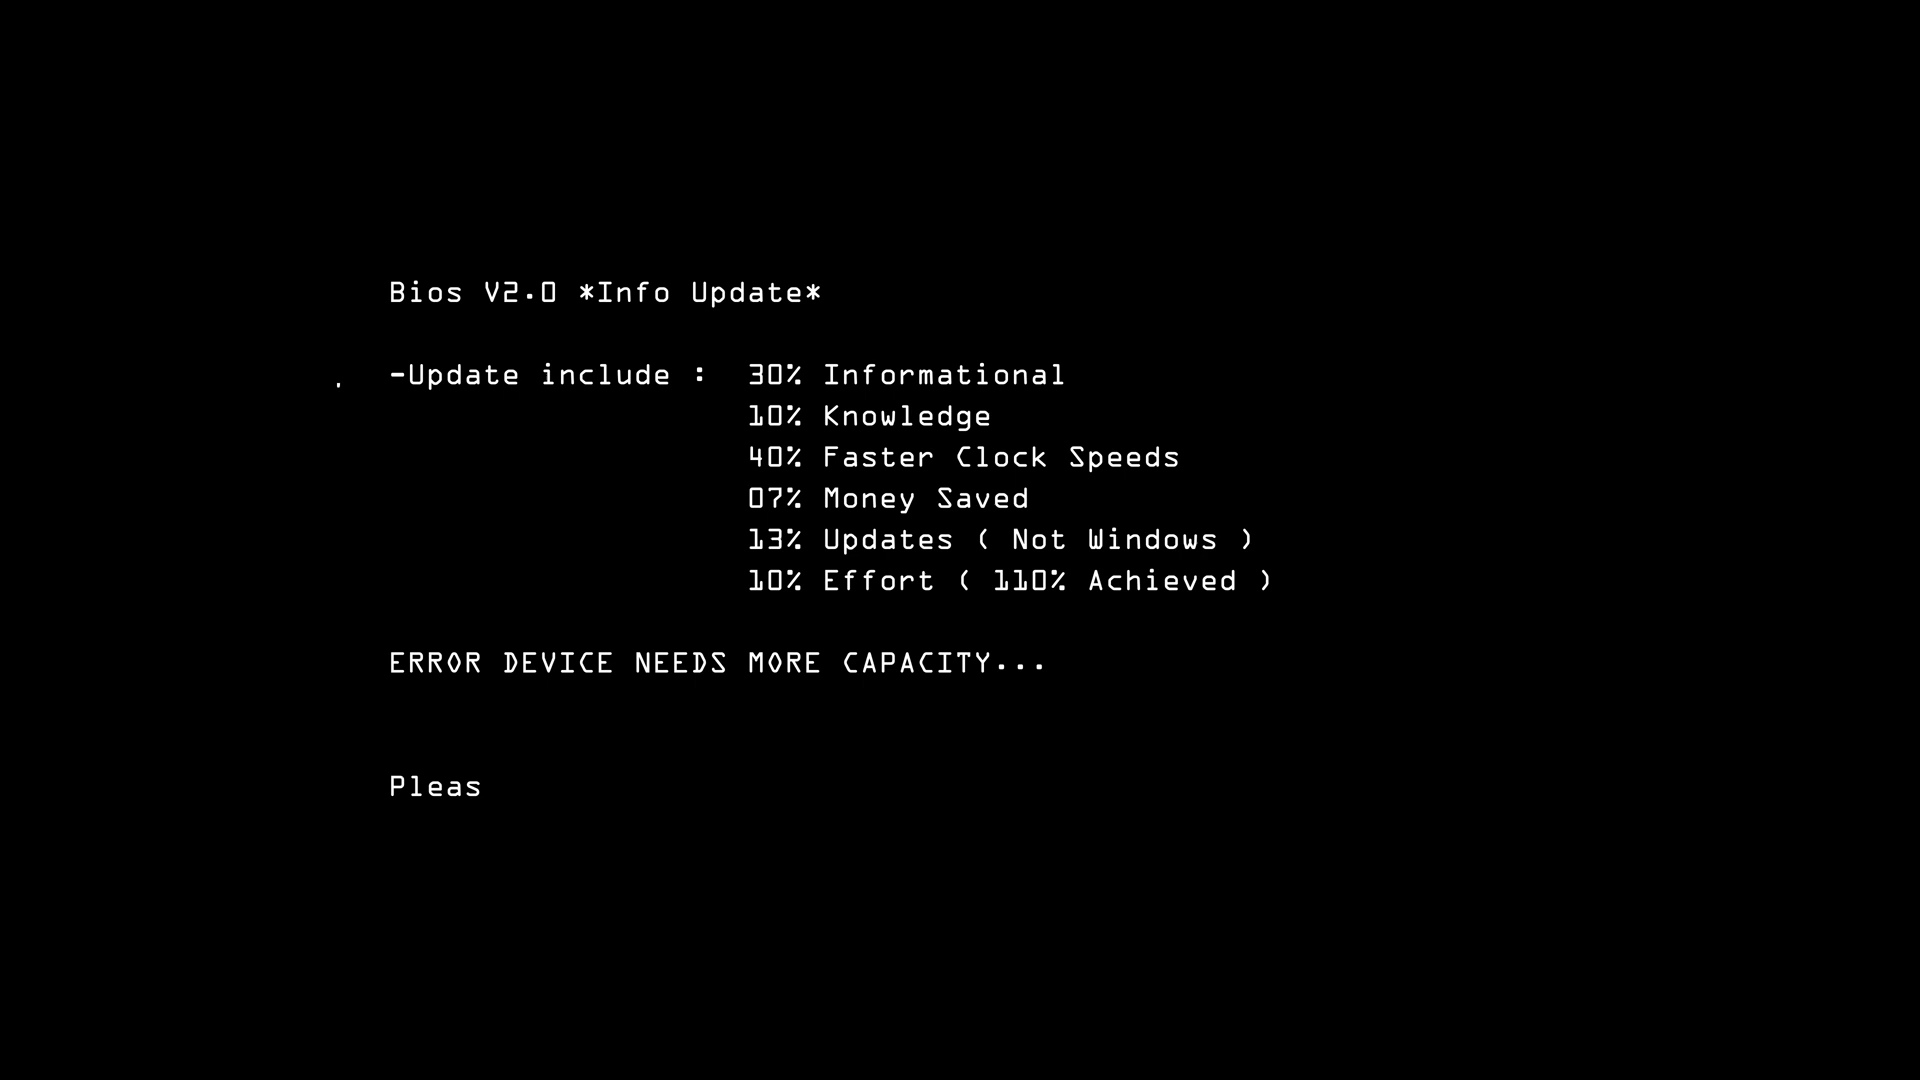 Bios V2.0 *Info Update*
-Update include : 30% Informational
10% Knowledge
40% Faster Clock Speeds
07% Money Saved
13% Updates ( Not Windows )
10% Effort ( 110% Achieved )
ERROR DEVICE NEEDS MORE CAPACITY...
Pleas